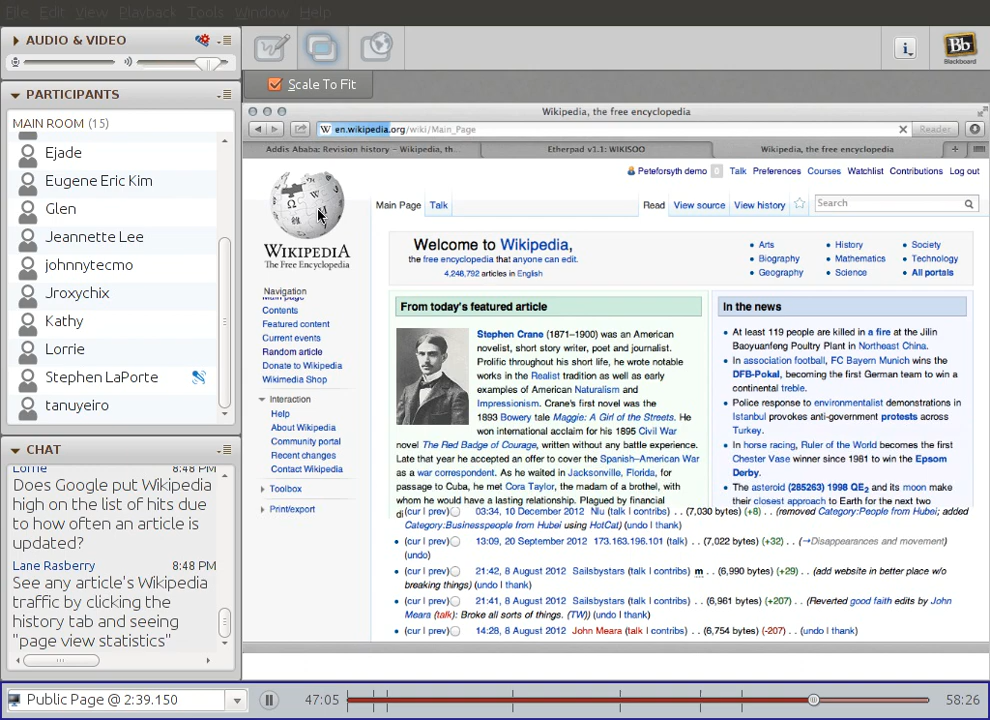 File Edit View Playback Tools Window Help
AUDIO & VIDEO
Scale To Fit
Blackboard
PARTICIPANTS
MAIN ROOM (15)
Ejade
Eugene Eric Kim
Glen
Jeannette Lee
johnnytecmo
Jroxychix
Kathy
Lorrie
Stephen LaPorte
tanuyeiro
CHAT
Lorrie 8:48 PM
Does Google put Wikipedia
high on the list of hits due
to how often an article is
updated?
Lane Rasberry 8:48 PM
See any article's Wikipedia
traffic by clicking the
history tab and seeing
"page view statistics"
Wikipedia, the free encyclopedia
W en.wikipedia.org/wiki/Main_Page
Reader
Addis Ababa: Revision history – Wikipedia, th...
Etherpad v1.1: WIKISOO
Wikipedia, the free encyclopedia
Peteforsyth demo 0 Talk Preferences Courses Watchlist Contributions Log out
Main Page Talk Read View source View history Search
WIKIPEDIA
The Free Encyclopedia
Navigation
Main page
Contents
Featured content
Current events
Random article
Donate to Wikipedia
Wikimedia Shop
Interaction
Help
About Wikipedia
Community portal
Recent changes
Contact Wikipedia
Toolbox
Print/export
Welcome to Wikipedia,
the free encyclopedia that anyone can edit.
4,248,792 articles in English
Arts
Biography
Geography
History
Mathematics
Science
Society
Technology
All portals
From today's featured article
Stephen Crane (1871–1900) was an American
novelist, short story writer, poet and journalist.
Prolific throughout his short life, he wrote notable
works in the Realist tradition as well as early
examples of American Naturalism and
Impressionism. Crane's first novel was the
1893 Bowery tale Maggie: A Girl of the Streets. He
won international acclaim for his 1895 Civil War
novel The Red Badge of Courage, written without any battle experience.
Late that year he accepted an offer to cover the Spanish–American War
as a war correspondent. As he waited in Jacksonville, Florida, for
passage to Cuba, he met Cora Taylor, the madam of a brothel, with
whom he would have a lasting relationship. Plagued by financial
In the news
At least 119 people are killed in a fire at the Jilin
Baoyuanfeng Poultry Plant in Northeast China.
In association football, FC Bayern Munich wins the
DFB-Pokal, becoming the first German team to win a
continental treble.
Police response to environmentalist demonstrations in
Istanbul provokes anti-government protests across
Turkey.
In horse racing, Ruler of the World becomes the first
Chester Vase winner since 1981 to win the Epsom
Derby.
The asteroid (285263) 1998 QE2 and its moon make
their closest approach to Earth for the next two
(cur | prev) 03:34, 10 December 2012 Niu (talk | contribs) . . (7,030 bytes) (+8) . . (removed Category:People from Hubei; added
Category:Businesspeople from Hubei using HotCat) (undo | thank)
(cur | prev) 13:09, 20 September 2012 173.163.196.101 (talk) . . (7,022 bytes) (+32) . . (→Disappearances and movement)
(undo)
(cur | prev) 21:42, 8 August 2012 Sailsbystars (talk | contribs) m . . (6,990 bytes) (+29) . . (add website in better place w/o
breaking things) (undo | thank)
(cur | prev) 21:41, 8 August 2012 Sailsbystars (talk | contribs) . . (6,961 bytes) (+207) . . (Reverted good faith edits by John
Meara (talk): Broke all sorts of things. (TW)) (undo | thank)
(cur | prev) 14:28, 8 August 2012 John Meara (talk | contribs) . . (6,754 bytes) (-207) . . (undo | thank)
Public Page @ 2:39.150
47:05
58:26